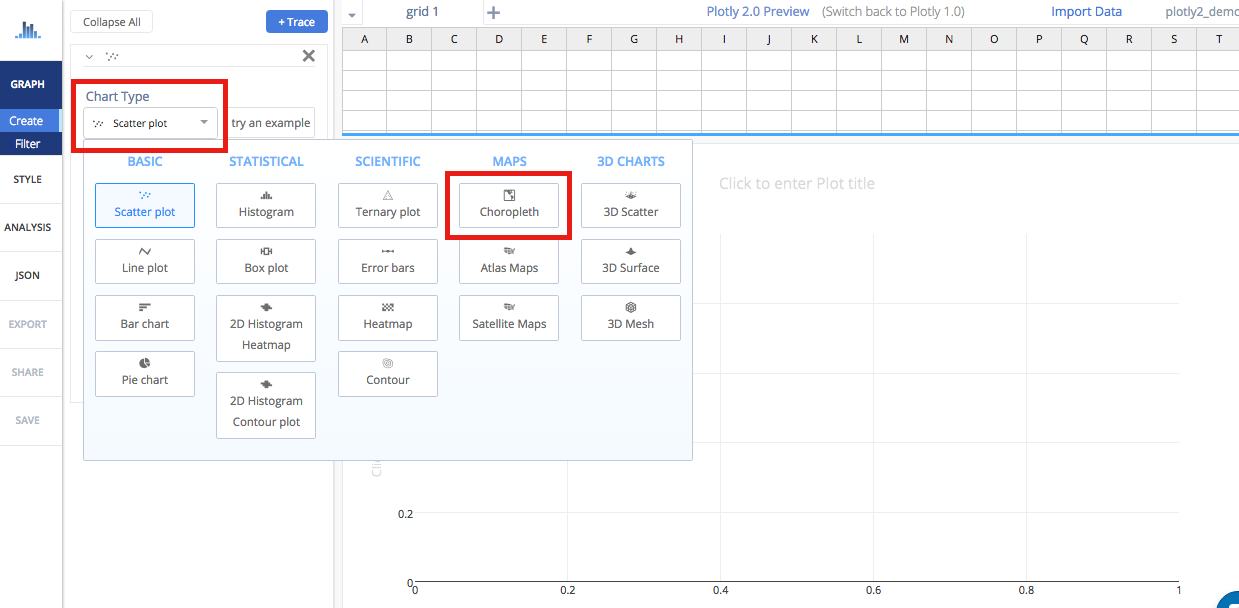 Collapse All
+ Trace
grid 1
Plotly 2.0 Preview (Switch back to Plotly 1.0)
Import Data
plotly2_demo
A B C D E F G H I J K L M N O P Q R S T
GRAPH
Create
Filter
STYLE
ANALYSIS
JSON
EXPORT
SHARE
SAVE
Chart Type
Scatter plot
try an example
BASIC
Scatter plot
Line plot
Bar chart
Pie chart
STATISTICAL
Histogram
Box plot
2D Histogram
Heatmap
2D Histogram
Contour plot
SCIENTIFIC
Ternary plot
Error bars
Heatmap
Contour
MAPS
Choropleth
Atlas Maps
Satellite Maps
3D CHARTS
3D Scatter
3D Surface
3D Mesh
Click to enter Plot title
0.2
0
0 0.2 0.4 0.6 0.8 1